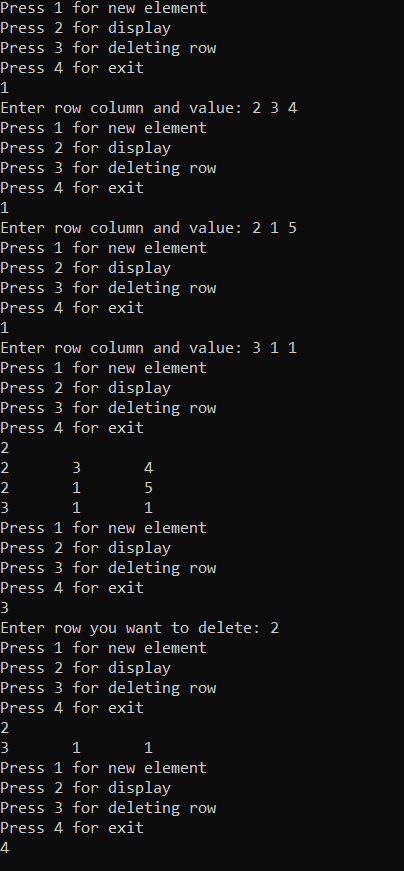 Press 1 for new element
Press 2 for display
Press 3 for deleting row
Press 4 for exit
1
Enter row column and value: 2 3 4
Press 1 for new element
Press 2 for display
Press 3 for deleting row
Press 4 for exit
1
Enter row column and value: 2 1 5
Press 1 for new element
Press 2 for display
Press 3 for deleting row
Press 4 for exit
1
Enter row column and value: 3 1 1
Press 1 for new element
Press 2 for display
Press 3 for deleting row
Press 4 for exit
2
2       3       4
2       1       5
3       1       1
Press 1 for new element
Press 2 for display
Press 3 for deleting row
Press 4 for exit
3
Enter row you want to delete: 2
Press 1 for new element
Press 2 for display
Press 3 for deleting row
Press 4 for exit
2
3       1       1
Press 1 for new element
Press 2 for display
Press 3 for deleting row
Press 4 for exit
4